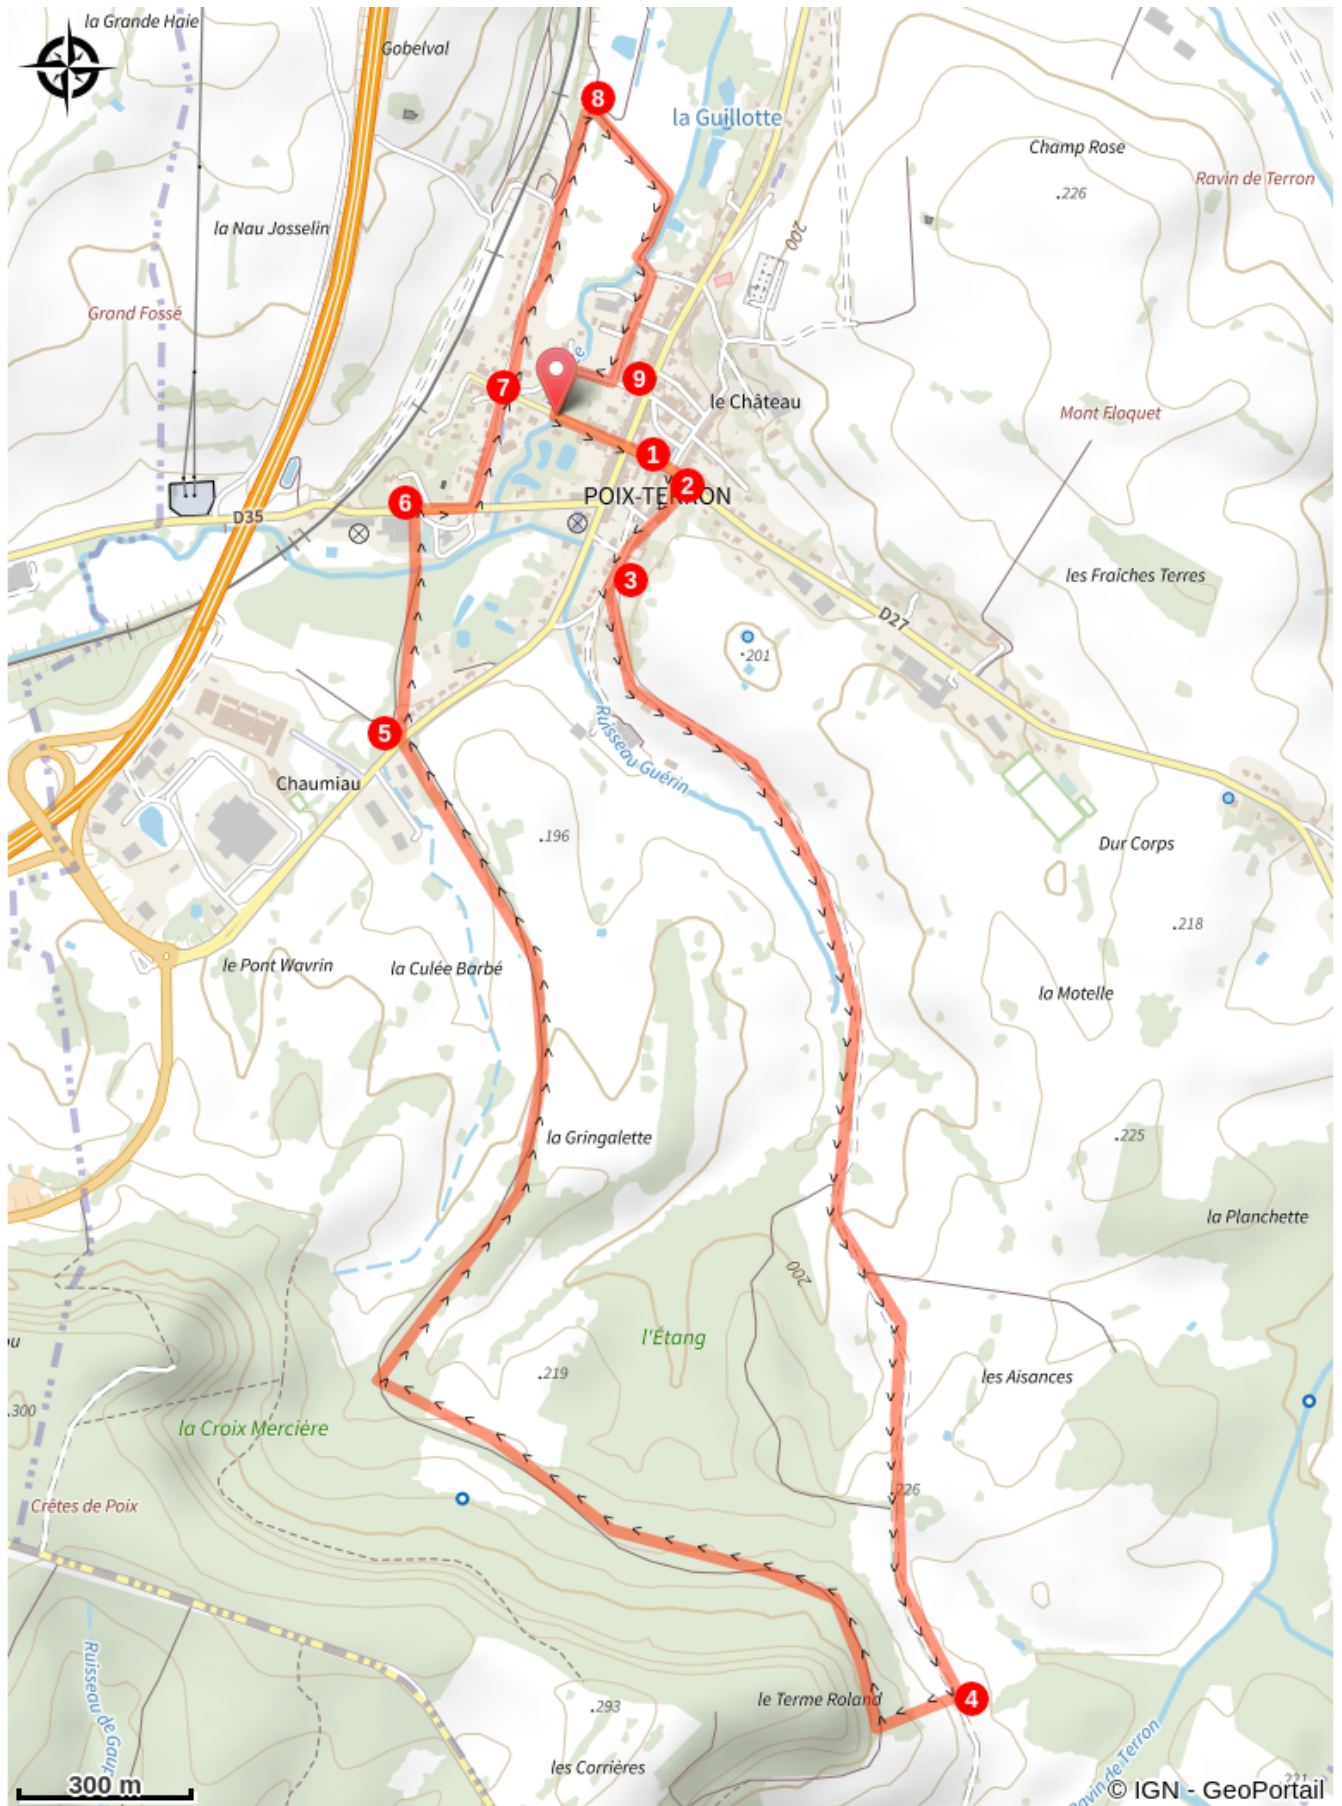 la Grande Haie
Gobelval
8
la Guillotte
Champ Rose
Ravin de Terron
.226
la Nau Josselin
200
Grand Fossé
7
9
le Château
Mont Floquet
1
2
6
POIX-TERRON
D35
3
les Fraîches Terres
D27
.201
5
Ruisseau Guérin
Chaumiau
.196
Dur Corps
.218
le Pont Wavrin
la Culée Barbé
la Motelle
.225
la Gringalette
la Planchette
200
l'Étang
.219
les Aisances
.300
la Croix Mercière
226
Crêtes de Poix
4
le Terme Roland
.293
les Corrières
Ruisseau de
Ravin de Terron
300 m
© IGN - GeoPortail